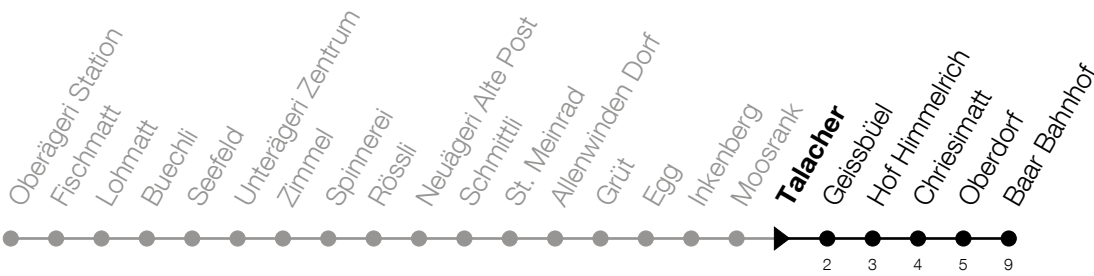 Oberägeri Station
Fischmatt
Lohmatt
Buechli
Seefeld
Unterägeri Zentrum
Zimmel
Spinnerei
Rössli
Neuägeri Alte Post
Schmittli
St. Meinrad
Allenwinden Dorf
Grüt
Egg
Inkenberg
Moosrank
Talacher
Geissbüel
Hof Himmelrich
Chriesimatt
Oberdorf
Baar Bahnhof
2 3 4 5 9